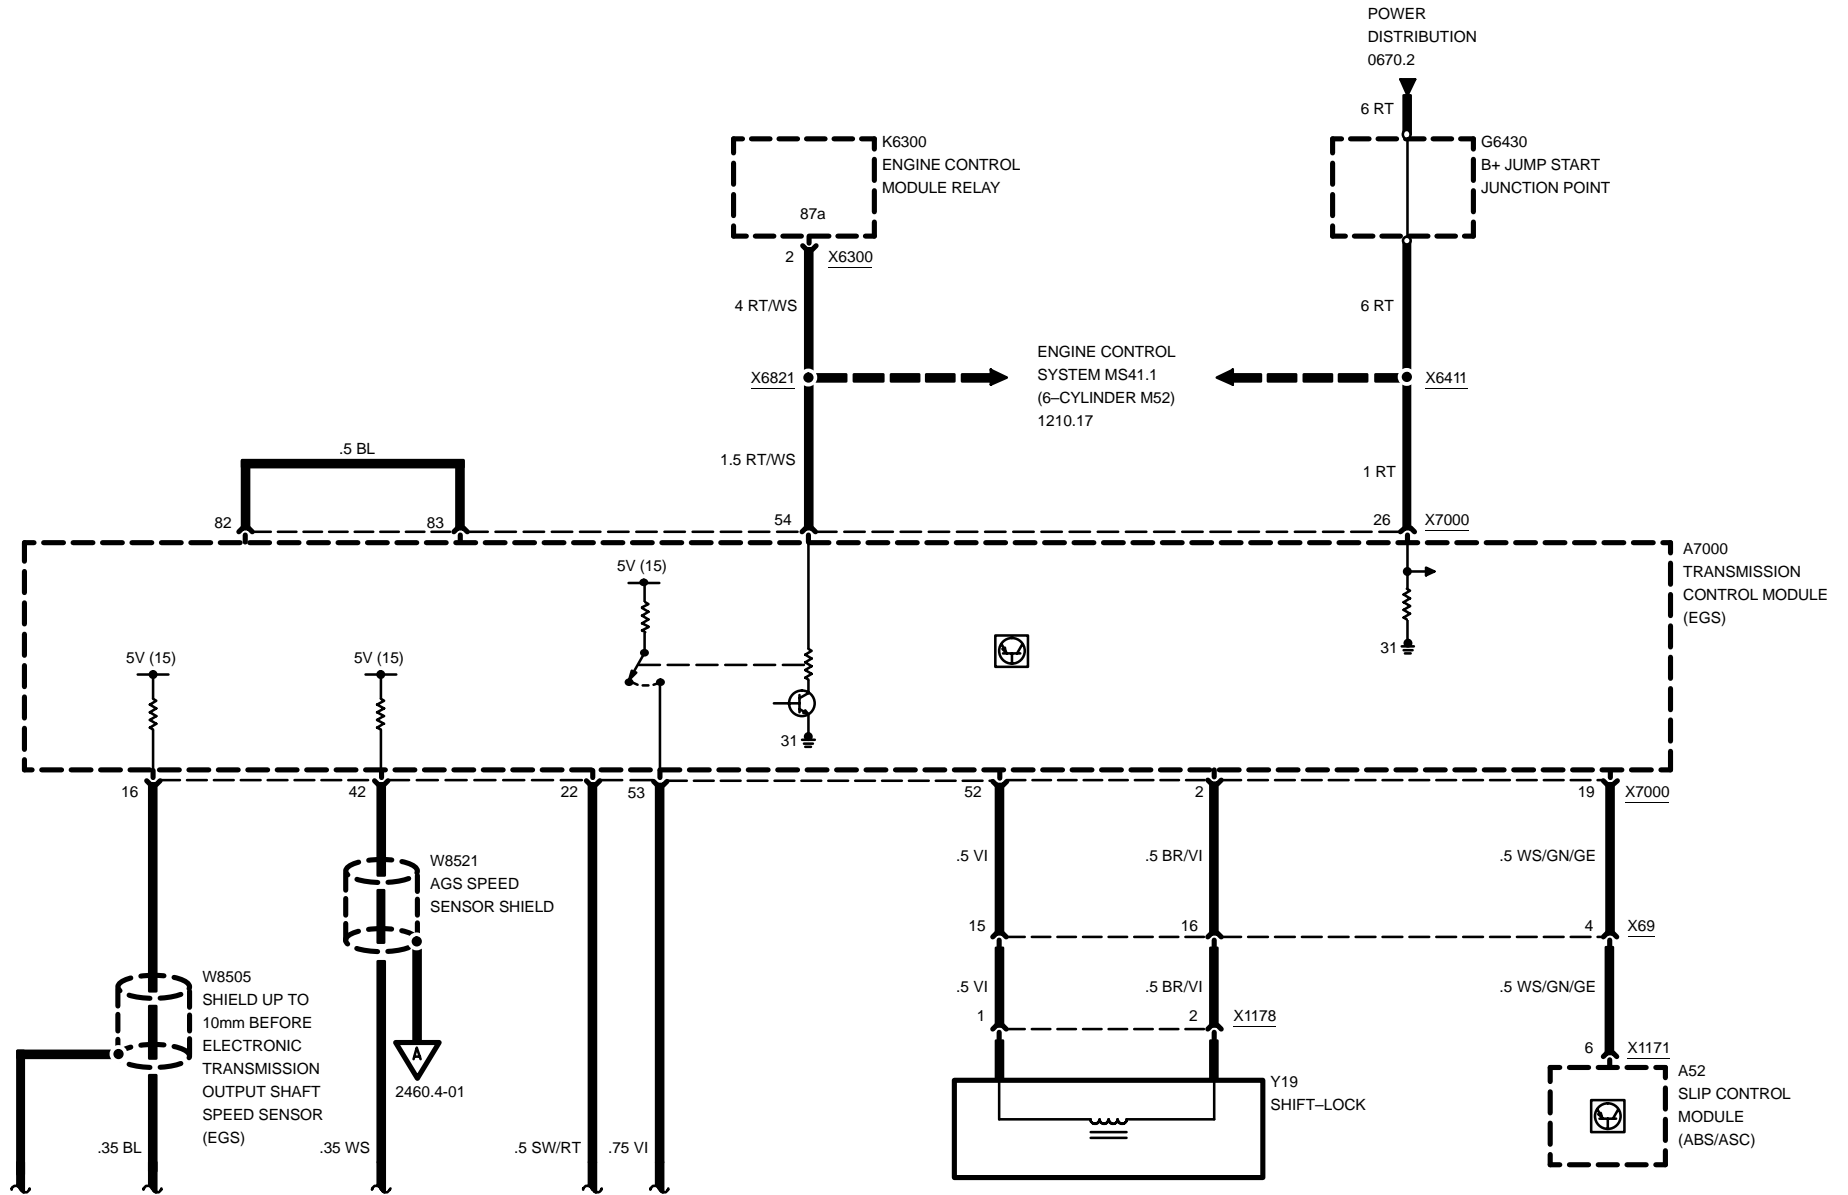 POWER
DISTRIBUTION
0670.2
6 RT
K6300
ENGINE CONTROL
MODULE RELAY
87a
G6430
B+ JUMP START
JUNCTION POINT
2 X6300
4 RT/WS
6 RT
ENGINE CONTROL
SYSTEM MS41.1
(6–CYLINDER M52)
1210.17
X6821
X6411
.5 BL
1.5 RT/WS
1 RT
82 83 54 26 X7000
A7000
TRANSMISSION
CONTROL MODULE
(EGS)
5V (15)
31
5V (15) 5V (15)
31
16 42 22 53 52 2 19 X7000
W8521
AGS SPEED
SENSOR SHIELD
.5 VI .5 BR/VI .5 WS/GN/GE
15 16 4 X69
W8505
SHIELD UP TO
10mm BEFORE
ELECTRONIC
TRANSMISSION
OUTPUT SHAFT
SPEED SENSOR
(EGS)
.5 VI .5 BR/VI .5 WS/GN/GE
1 2 X1178
6 X1171
A
2460.4-01
Y19
SHIFT–LOCK
A52
SLIP CONTROL
MODULE
(ABS/ASC)
.35 BL .35 WS .5 SW/RT .75 VI